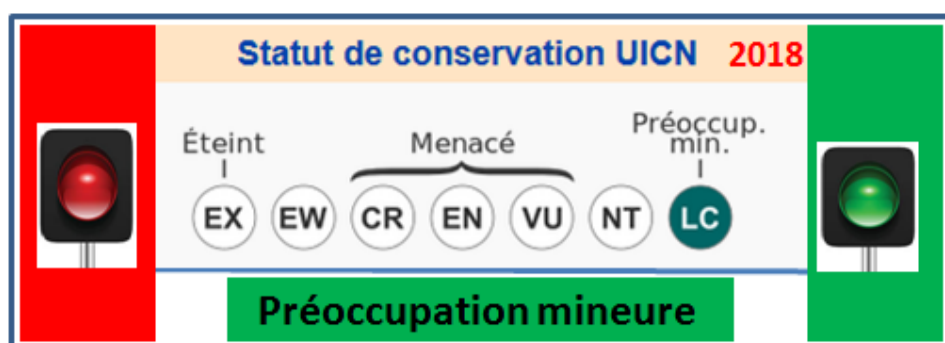 Statut de conservation UICN 2018
Préoccup.
Éteint Menacé min.
EX EW CR EN VU NT LC
Préoccupation mineure